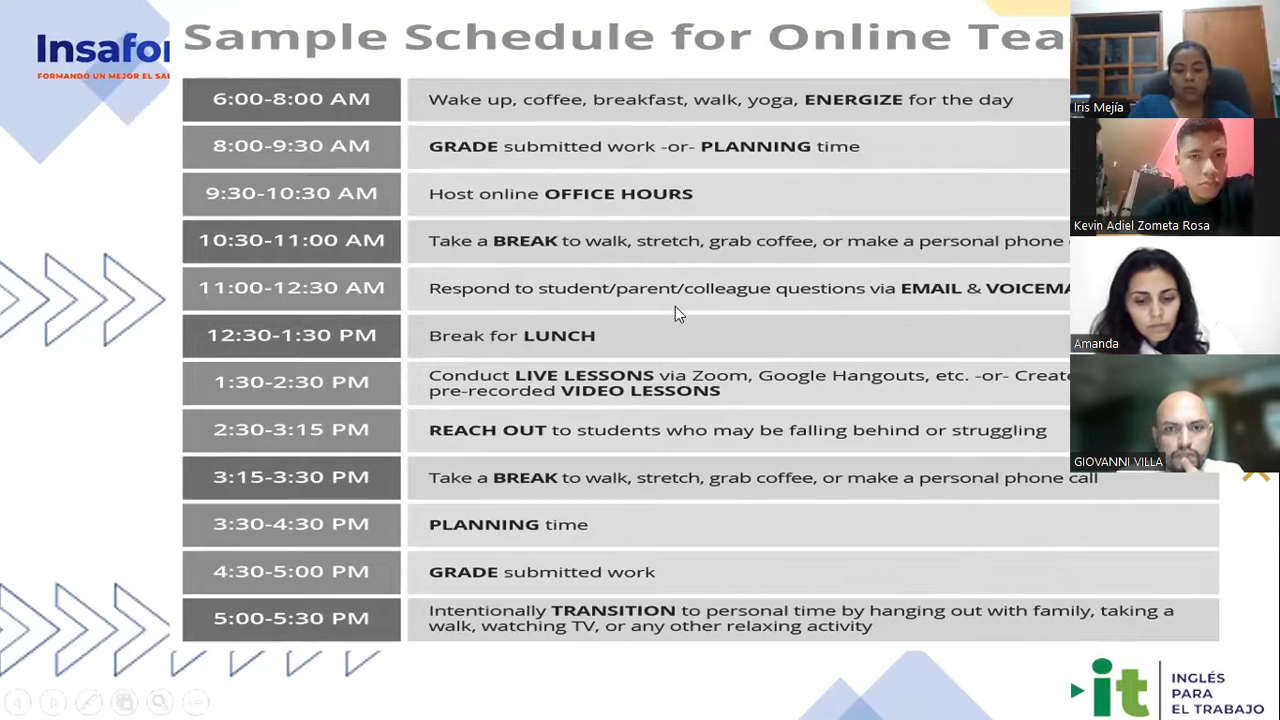 Insafor
FORMANDO UN MEJOR EL SA
Sample Schedule for Online Tea
6:00-8:00 AM
Wake up, coffee, breakfast, walk, yoga, ENERGIZE for the day
8:00-9:30 AM
GRADE submitted work -or- PLANNING time
9:30-10:30 AM
Host online OFFICE HOURS
10:30-11:00 AM
Take a BREAK to walk, stretch, grab coffee, or make a personal phone
11:00-12:30 AM
Respond to student/parent/colleague questions via EMAIL & VOICEMA
12:30-1:30 PM
Break for LUNCH
1:30-2:30 PM
Conduct LIVE LESSONS via Zoom, Google Hangouts, etc. -or- Create
pre-recorded VIDEO LESSONS
2:30-3:15 PM
REACH OUT to students who may be falling behind or struggling
3:15-3:30 PM
Take a BREAK to walk, stretch, grab coffee, or make a personal phone call
3:30-4:30 PM
PLANNING time
4:30-5:00 PM
GRADE submitted work
5:00-5:30 PM
Intentionally TRANSITION to personal time by hanging out with family, taking a
walk, watching TV, or any other relaxing activity
Iris Mejía
Kevin Adiel Zometa Rosa
Amanda
GIOVANNI VILLA
it
INGLÉS
PARA
EL TRABAJO